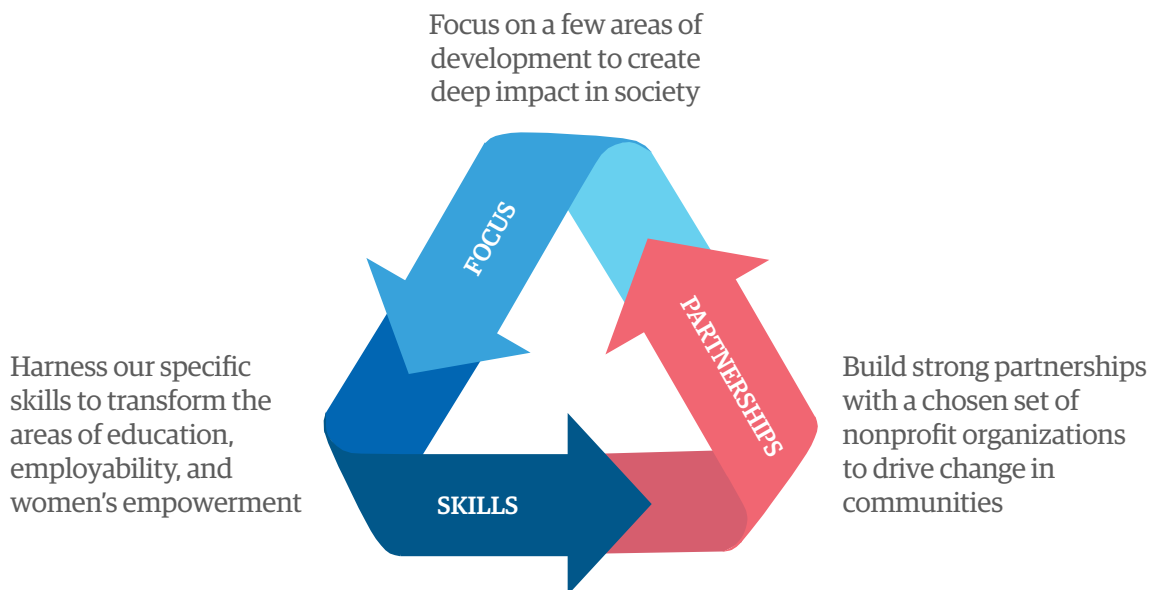 Focus on a few areas of
development to create
deep impact in society
FOCUS
PARTNERSHIPS
Harness our specific
skills to transform the
areas of education,
employability, and
women’s empowerment
Build strong partnerships
with a chosen set of
nonprofit organizations
to drive change in
communities
SKILLS